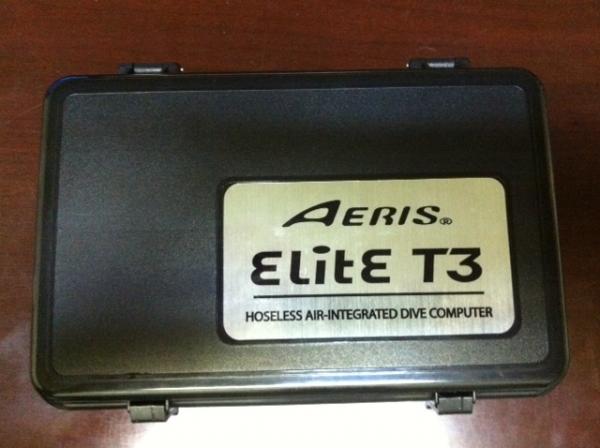 AERIS®
ElitE T3
HOSELESS AIR-INTEGRATED DIVE COMPUTER